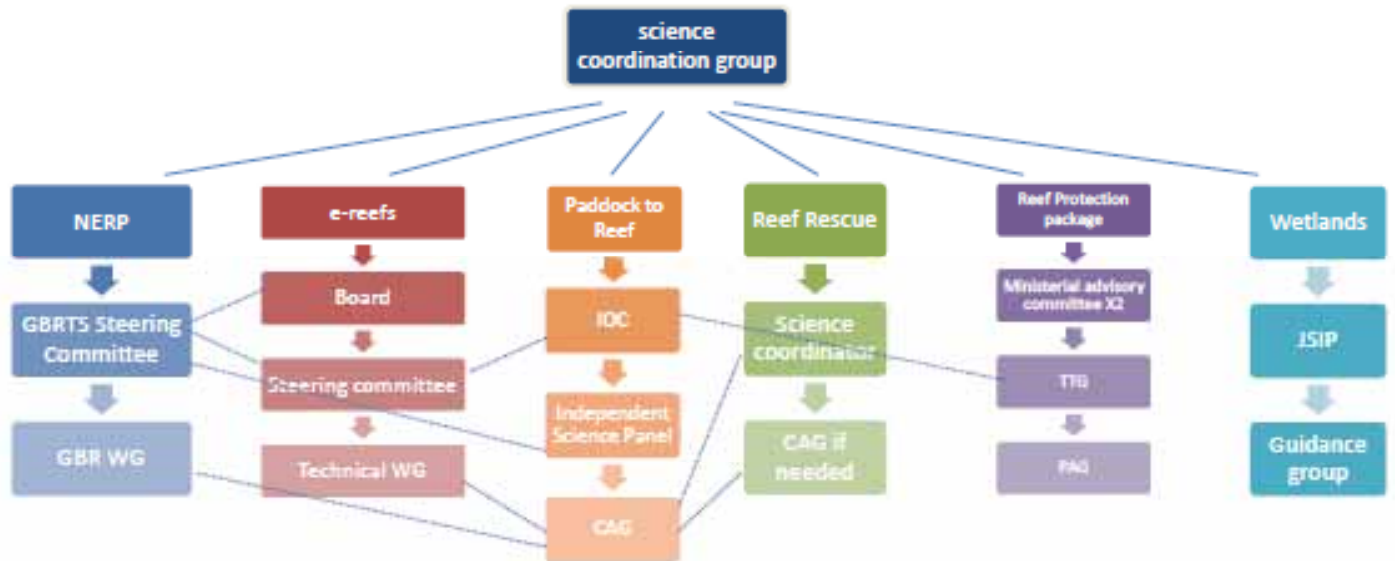 science
coordination group
NERP
e-reefs
Paddock to
Reef
Reef Rescue
Reef Protection
package
Wetlands
GBRTS Steering
Committee
Board
IOC
Science
coordinator
Ministerial advisory
committee X2
JSIP
Steering committee
TTG
Independent
Science Panel
GBR WG
Technical WG
CAG if
needed
PAG
Guidance
group
CAG